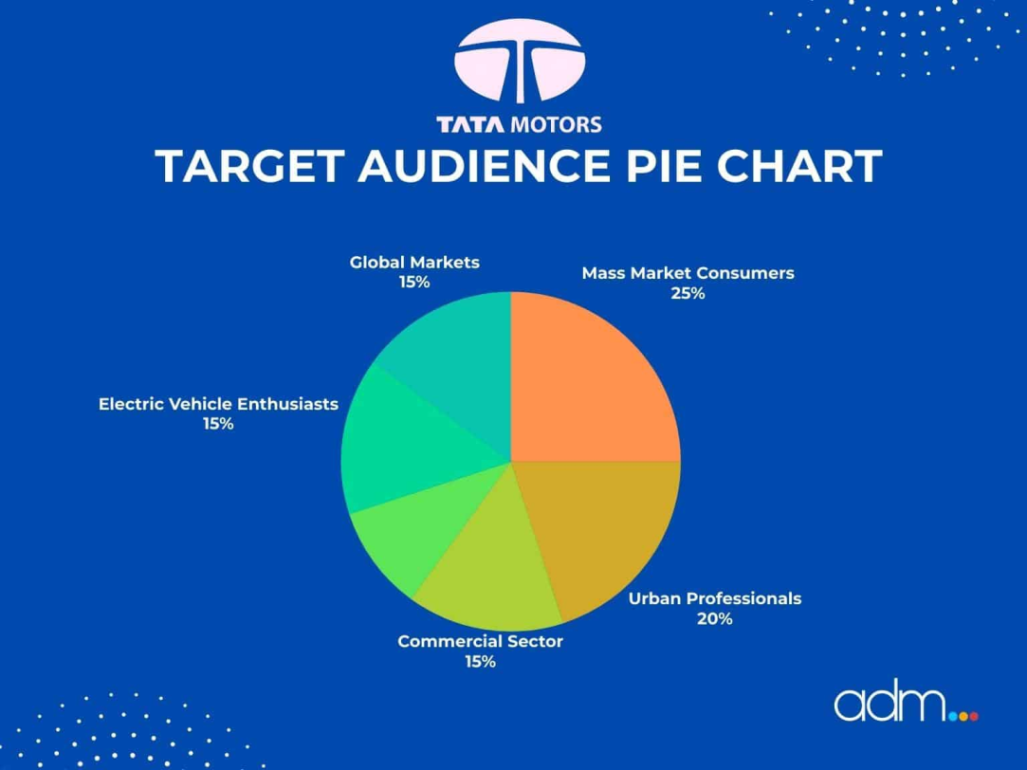 TATA MOTORS
TARGET AUDIENCE PIE CHART
Global Markets
15%
Mass Market Consumers
25%
Electric Vehicle Enthusiasts
15%
Urban Professionals
20%
Commercial Sector
15%
adm...